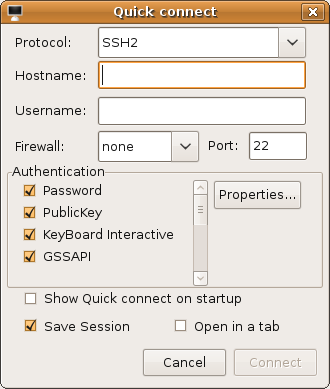 Quick connect
Protocol: SSH2
Hostname:
Username:
Firewall: none Port: 22
Authentication
Password
PublicKey
KeyBoard Interactive
GSSAPI
Properties...
Show Quick connect on startup
Save Session Open in a tab
Cancel Connect